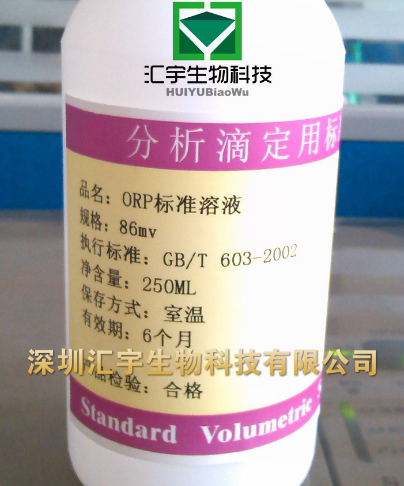 汇宇生物科技
HUIYUBiaoWu
分析滴定用标
品名：ORP标准溶液
规格：86mv
执行标准：GB/T 603-2002
净含量：250ML
保存方式：室温
有效期：6个月
深圳汇宇生物科技有限公司
品检验：合格
Standard Volumetric S